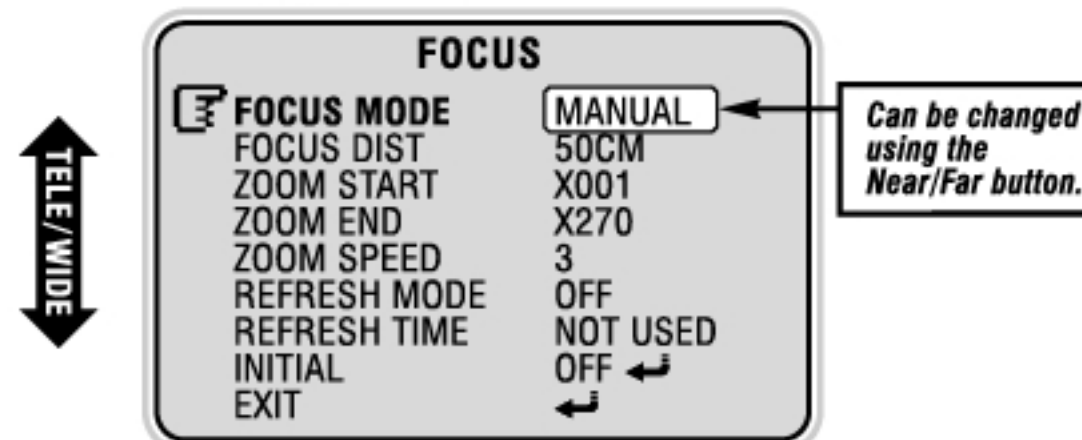 FOCUS
FOCUS MODE MANUAL
FOCUS DIST 50CM
ZOOM START X001
ZOOM END X270
ZOOM SPEED 3
REFRESH MODE OFF
REFRESH TIME NOT USED
INITIAL OFF
EXIT
TELE/WIDE
Can be changed
using the
Near/Far button.